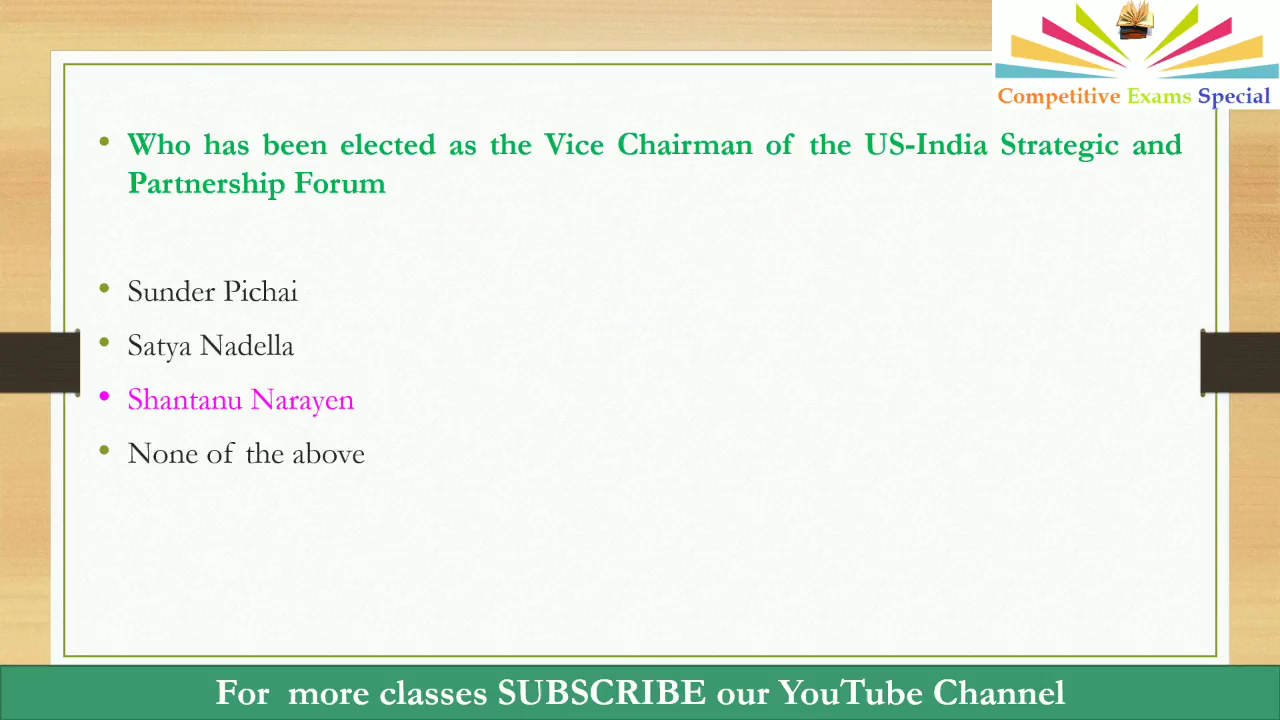 Competitive Exams Special
• Who has been elected as the Vice Chairman of the US-India Strategic and
Partnership Forum
• Sunder Pichai
• Satya Nadella
• Shantanu Narayen
• None of the above
For more classes SUBSCRIBE our YouTube Channel